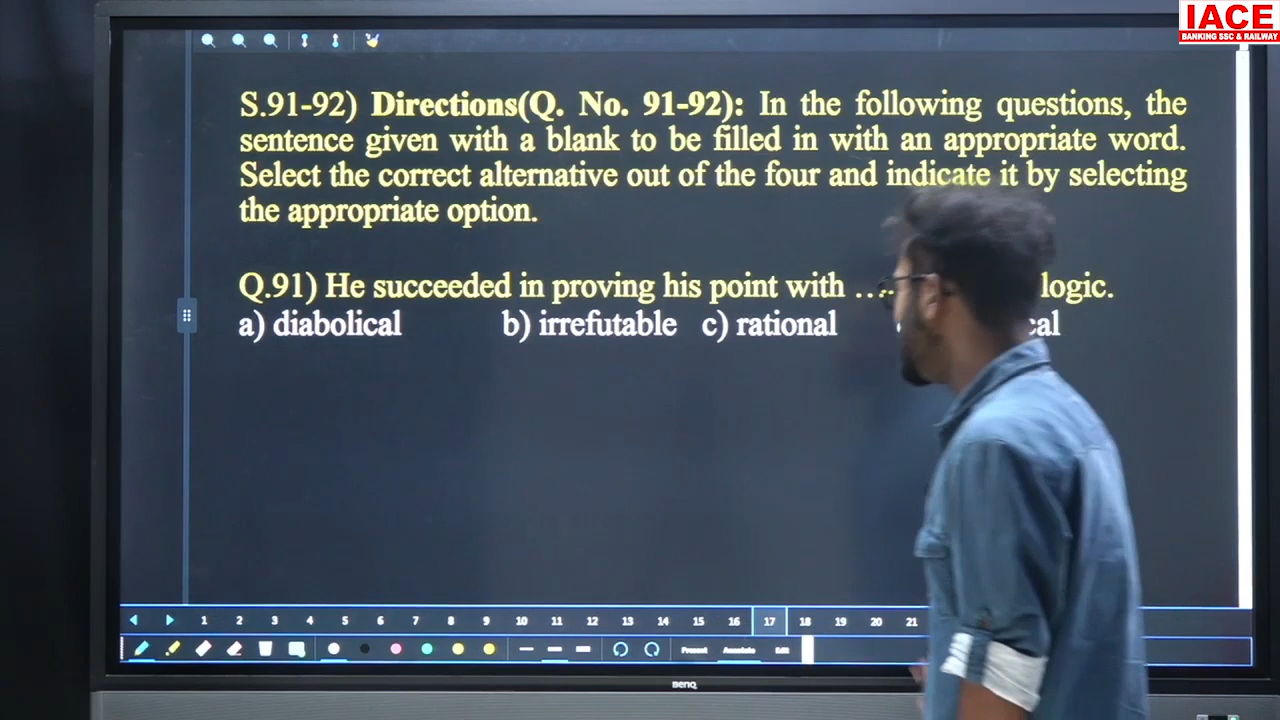 IACE
BANKING SSC & RAILWAY
S.91-92) Directions(Q. No. 91-92): In the following questions, the
sentence given with a blank to be filled in with an appropriate word.
Select the correct alternative out of the four and indicate it by selecting
the appropriate option.
Q.91) He succeeded in proving his point with ... logic.
a) diabolical b) irrefutable c) rational cal
1 2 3 4 5 6 7 8 9 10 11 12 13 14 15 16 17 18 19 20 21
Present Annotate Edit
BenQ